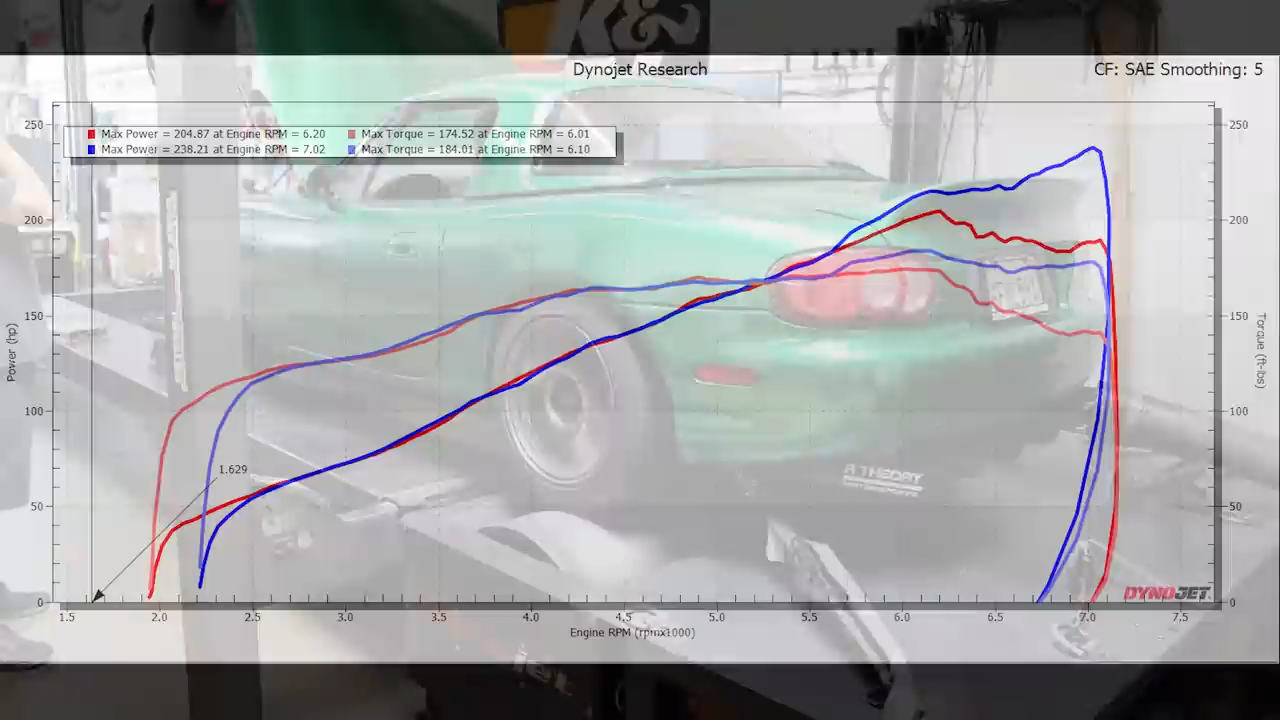 K&N
Dynojet Research
CF: SAE Smoothing: 5
Max Power = 204.87 at Engine RPM = 6.20 Max Torque = 174.52 at Engine RPM = 6.01
Max Power = 238.21 at Engine RPM = 7.02 Max Torque = 184.01 at Engine RPM = 6.10
250 250
200 200
150 150
Power (hp) Torque (ft-lbs)
100 100
1.629
50 50
DYNOJET
0 0
1.5 2.0 2.5 3.0 3.5 4.0 4.5 5.0 5.5 6.0 6.5 7.0 7.5
Engine RPM (rpmx1000)